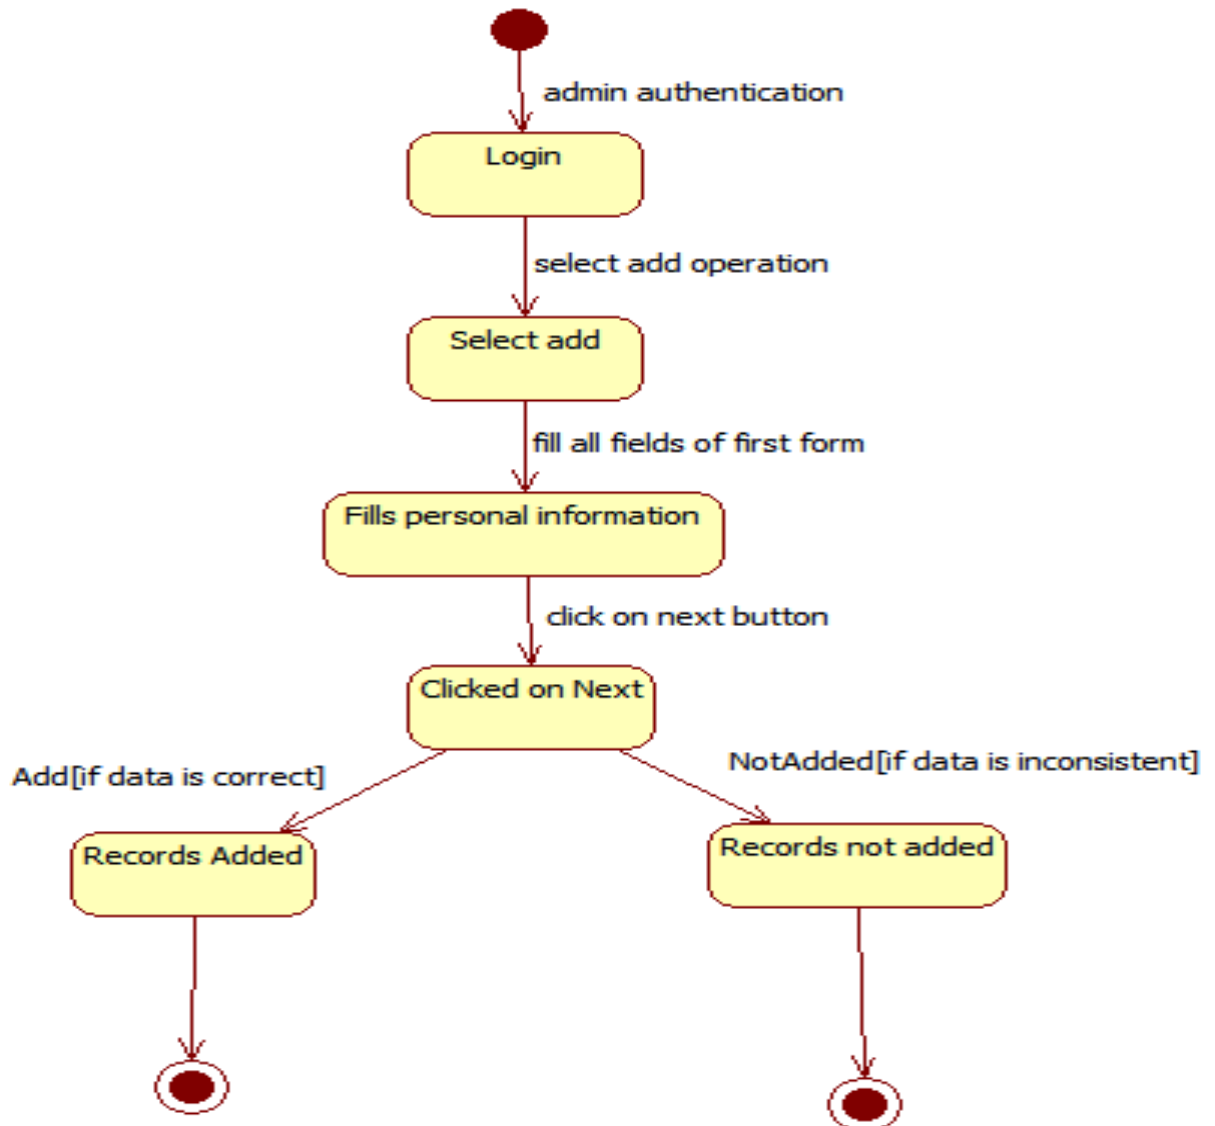 admin authentication
Login
select add operation
Select add
fill all fields of first form
Fills personal information
click on next button
Clicked on Next
Add[if data is correct]
NotAdded[if data is inconsistent]
Records Added
Records not added